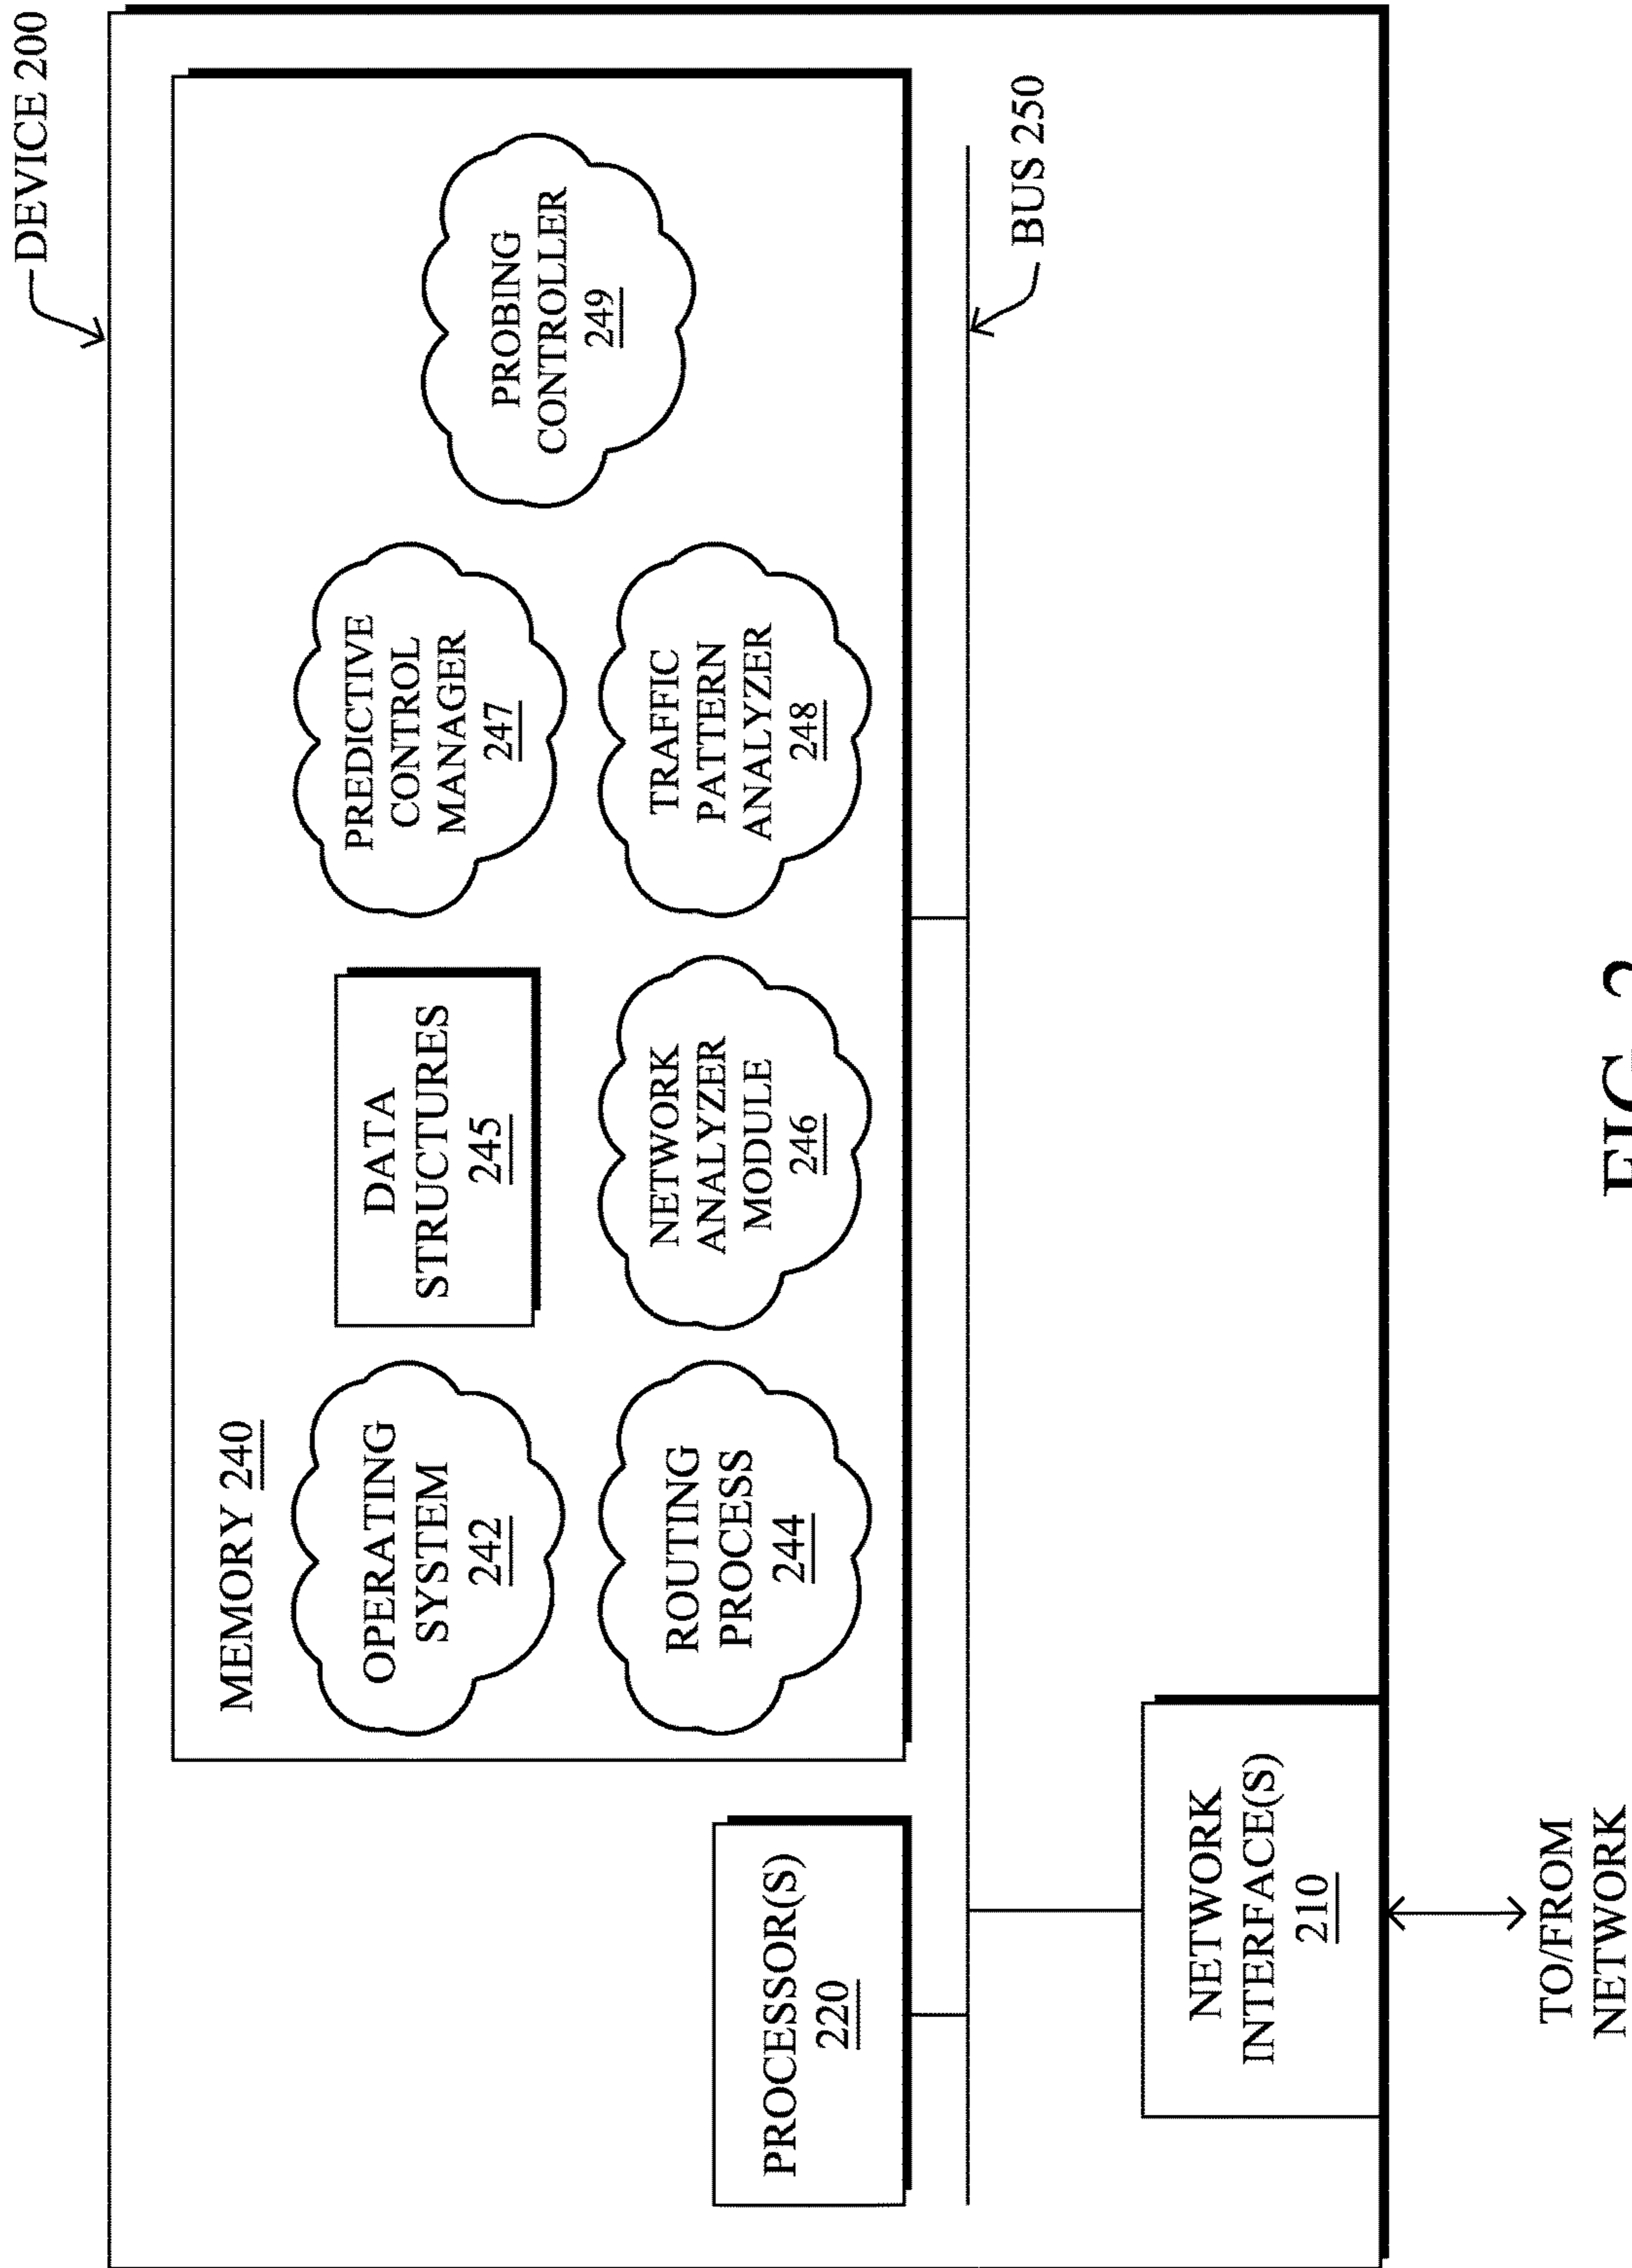 DEVICE 200
MEMORY 240
OPERATING
SYSTEM
242
DATA
STRUCTURES
245
PREDICTIVE
CONTROL
MANAGER
247
PROBING
CONTROLLER
249
ROUTING
PROCESS
244
NETWORK
ANALYZER
MODULE
246
TRAFFIC
PATTERN
ANALYZER
248
PROCESSOR(S)
220
BUS 250
NETWORK
INTERFACE(S)
210
TO/FROM
NETWORK
FIG. 2